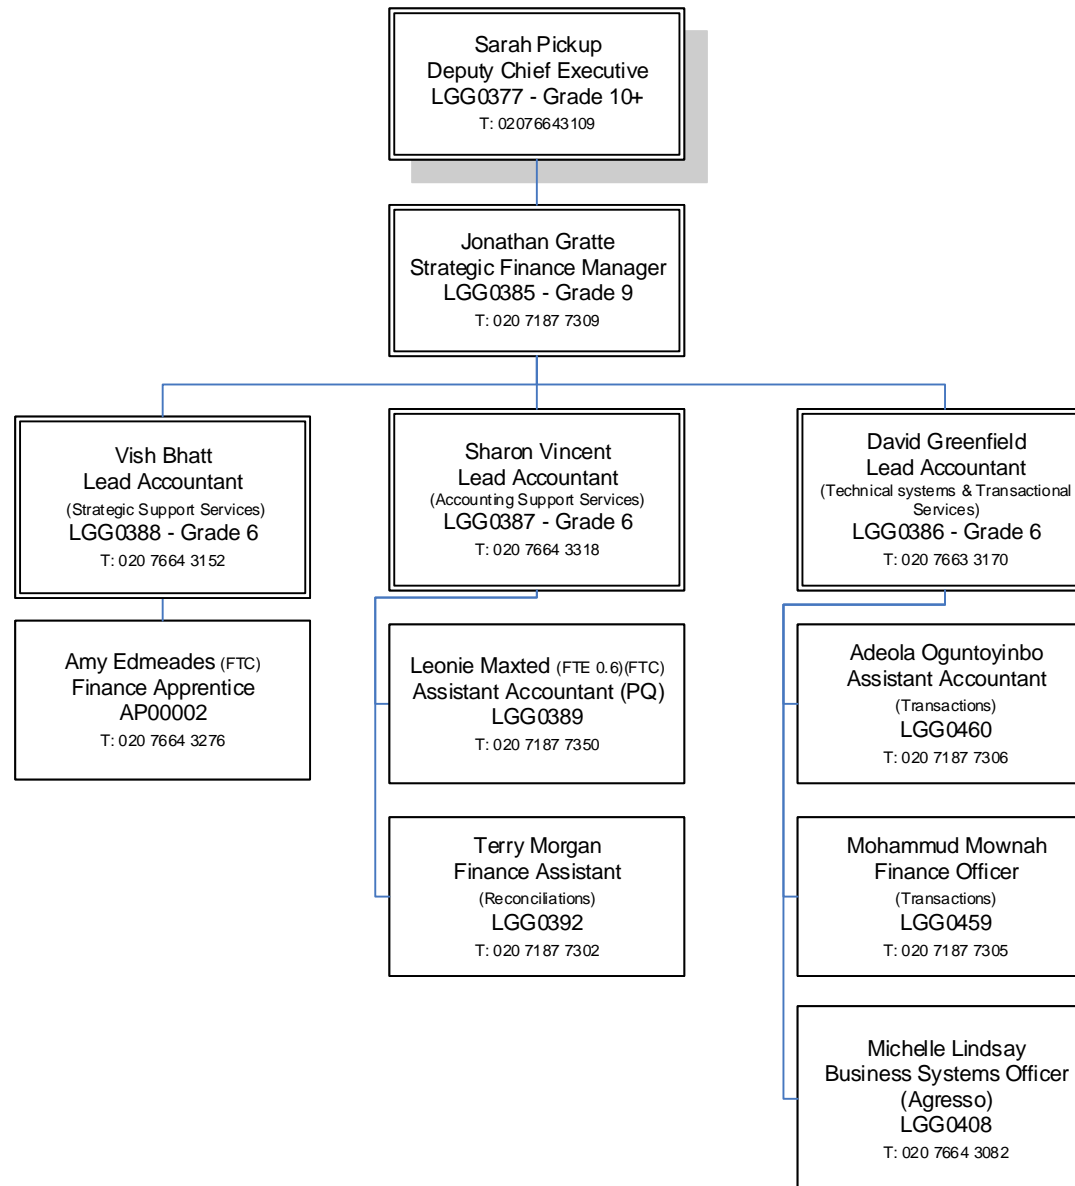 Sarah Pickup
Deputy Chief Executive
LGG0377 - Grade 10+
T: 02076643109
Jonathan Gratte
Strategic Finance Manager
LGG0385 - Grade 9
T: 020 7187 7309
Vish Bhatt
Lead Accountant
(Strategic Support Services)
LGG0388 - Grade 6
T: 020 7664 3152
Sharon Vincent
Lead Accountant
(Accounting Support Services)
LGG0387 - Grade 6
T: 020 7664 3318
David Greenfield
Lead Accountant
(Technical systems & Transactional
Services)
LGG0386 - Grade 6
T: 020 7663 3170
Amy Edmeades (FTC)
Finance Apprentice
AP00002
T: 020 7664 3276
Leonie Maxted (FTE 0.6)(FTC)
Assistant Accountant (PQ)
LGG0389
T: 020 7187 7350
Terry Morgan
Finance Assistant
(Reconciliations)
LGG0392
T: 020 7187 7302
Adeola Oguntoyinbo
Assistant Accountant
(Transactions)
LGG0460
T: 020 7187 7306
Mohammud Mownah
Finance Officer
(Transactions)
LGG0459
T: 020 7187 7305
Michelle Lindsay
Business Systems Officer
(Agresso)
LGG0408
T: 020 7664 3082